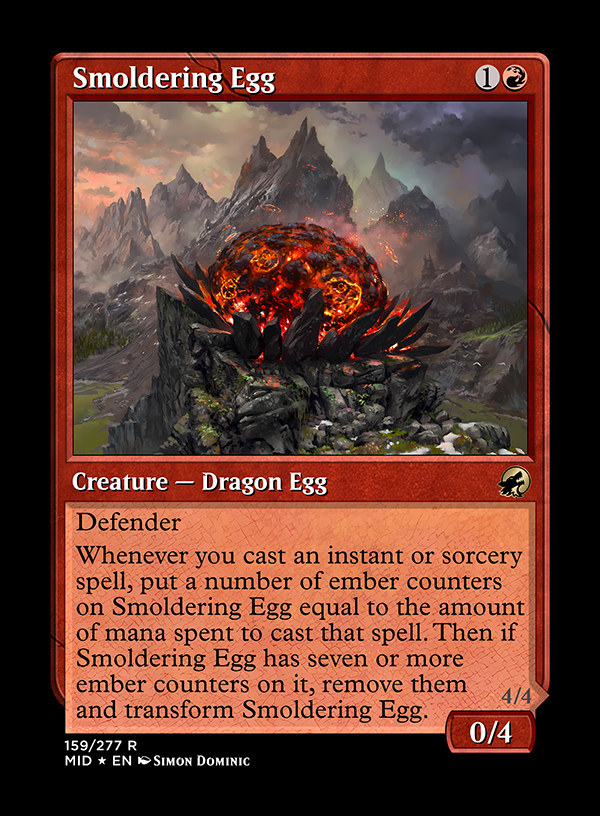 Smoldering Egg 1
Creature — Dragon Egg
Defender
Whenever you cast an instant or sorcery
spell, put a number of ember counters
on Smoldering Egg equal to the amount
of mana spent to cast that spell. Then if
Smoldering Egg has seven or more
ember counters on it, remove them
and transform Smoldering Egg.
4/4
0/4
159/277 R
MID ★ EN Simon Dominic